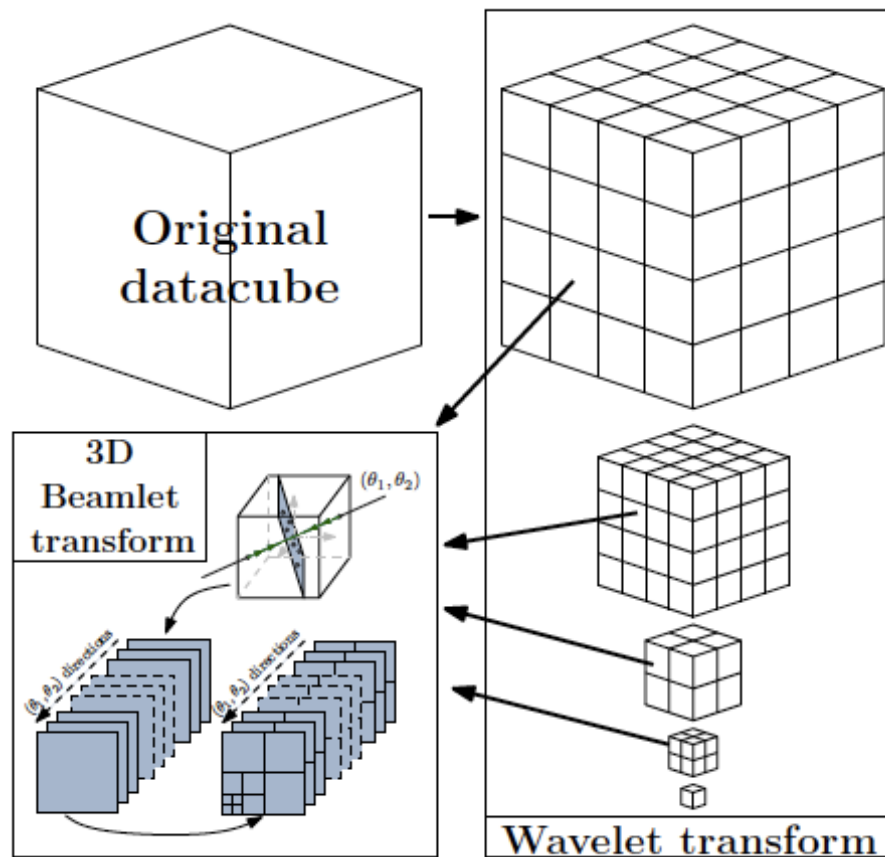 Original
datacube
3D
Beamlet
transform
(θ₁, θ₂)
(θ₁, θ₂) directions
(θ₁, θ₂) directions
Wavelet transform